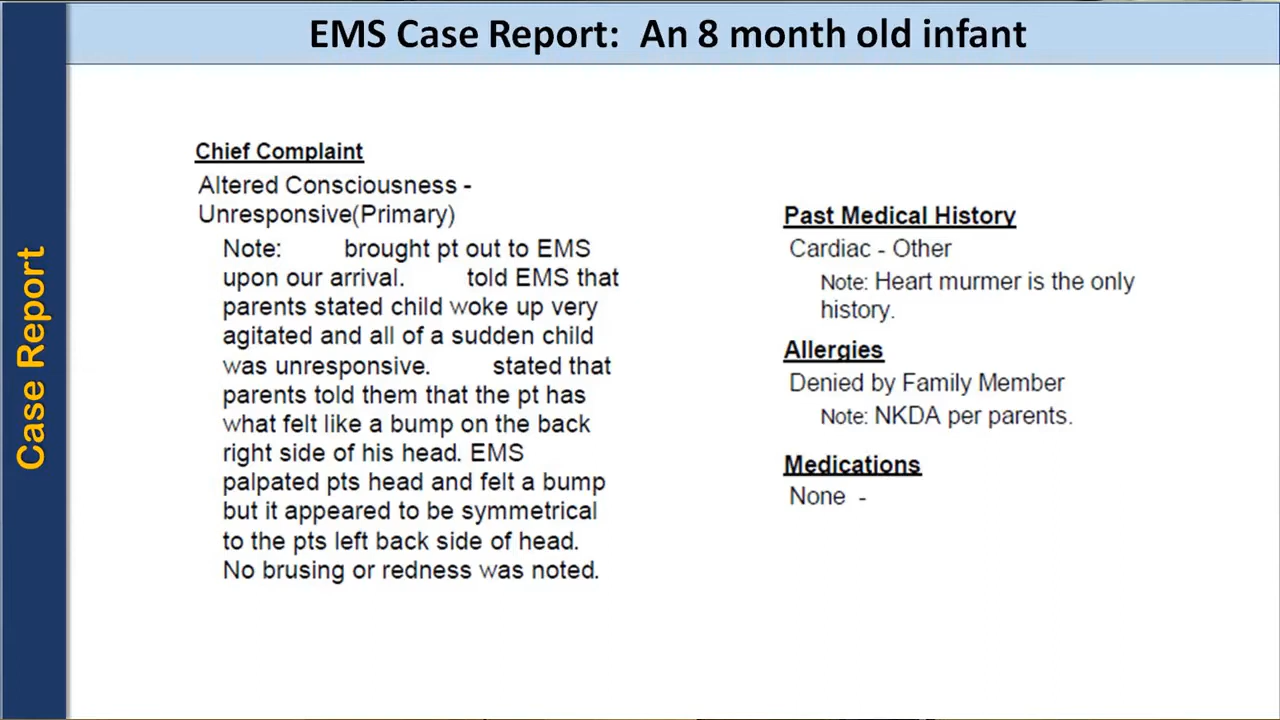 EMS Case Report: An 8 month old infant
Case Report
Chief Complaint
Altered Consciousness -
Unresponsive(Primary)
Note: brought pt out to EMS
upon our arrival. told EMS that
parents stated child woke up very
agitated and all of a sudden child
was unresponsive. stated that
parents told them that the pt has
what felt like a bump on the back
right side of his head. EMS
palpated pts head and felt a bump
but it appeared to be symmetrical
to the pts left back side of head.
No brusing or redness was noted.
Past Medical History
Cardiac - Other
Note: Heart murmer is the only
history.
Allergies
Denied by Family Member
Note: NKDA per parents.
Medications
None -